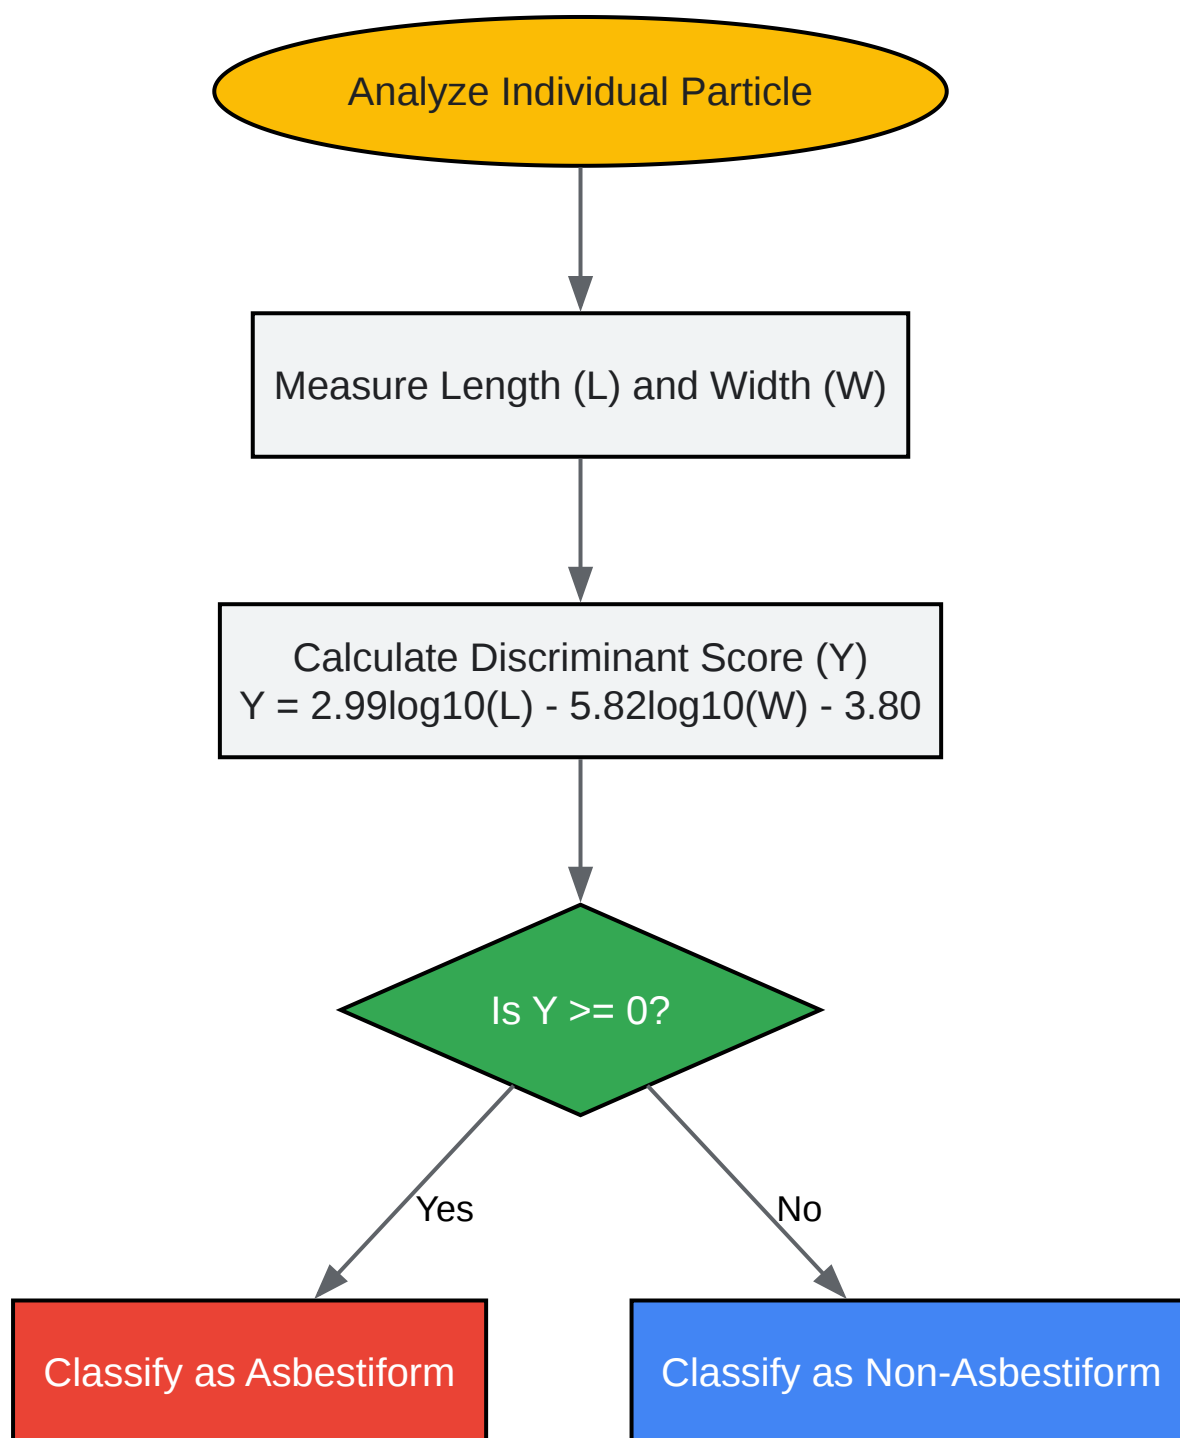 Analyze Individual Particle
Measure Length (L) and Width (W)
Calculate Discriminant Score (Y)
Y = 2.99log10(L) - 5.82log10(W) - 3.80
Is Y >= 0?
Yes
No
Classify as Asbestiform
Classify as Non-Asbestiform